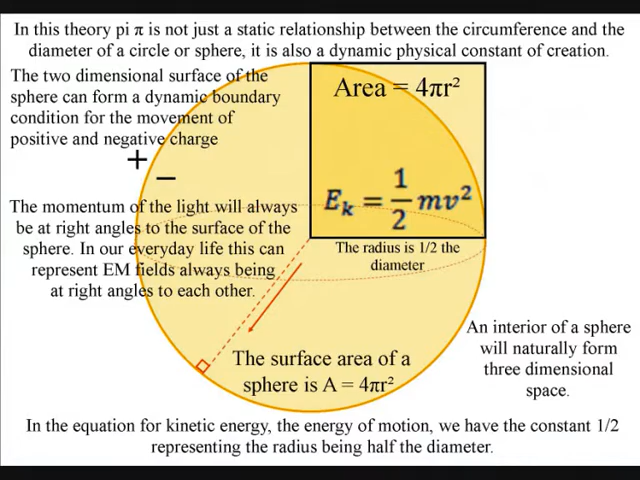 In this theory pi π is not just a static relationship between the circumference and the
diameter of a circle or sphere, it is also a dynamic physical constant of creation.
The two dimensional surface of the
sphere can form a dynamic boundary
condition for the movement of
positive and negative charge
+
−
Area = 4πr²
E_k = 1/2 mv²
The momentum of the light will always
be at right angles to the surface of the
sphere. In our everyday life this can
represent EM fields always being
at right angles to each other.
The radius is 1/2 the
diameter
An interior of a sphere
will naturally form
three dimensional
space.
The surface area of a
sphere is A = 4πr²
In the equation for kinetic energy, the energy of motion, we have the constant 1/2
representing the radius being half the diameter.